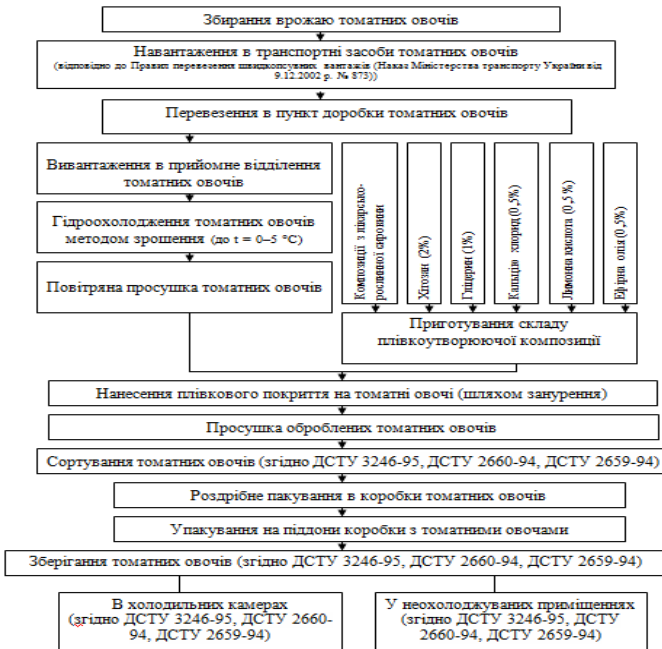 Збирання врожаю томатних овочів
Навантаження в транспортні засоби томатних овочів
(відповідно до Правил перевезення швидкопсувних вантажів (Наказ Міністерства транспорту України від
9.12.2002 р. № 873))
Перевезення в пункт доробки томатних овочів
Вивантаження в прийомне відділення
томатних овочів
Гідроохолодження томатних овочів
методом зрошення (до t = 0–5 °C)
Повітряна просушка томатних овочів
Композиції з лікарсько-
рослинної сировини
Хітозан (2%)
Гліцерин (1%)
Кальцію хлорид (0,5%)
Лимонна кислота (0,5%)
Ефірна олія (0,5%)
Приготування складу
плівкоутворюючої композиції
Нанесення плівкового покриття на томатні овочі (шляхом занурення)
Просушка оброблених томатних овочів
Сортування томатних овочів (згідно ДСТУ 3246-95, ДСТУ 2660-94, ДСТУ 2659-94)
Роздрібне пакування в коробки томатних овочів
Упакування на піддони коробки з томатними овочами
Зберігання томатних овочів (згідно ДСТУ 3246-95, ДСТУ 2660-94, ДСТУ 2659-94)
В холодильних камерах
(згідно ДСТУ 3246-95, ДСТУ 2660-
94, ДСТУ 2659-94)
У неохолоджуваних приміщеннях
(згідно ДСТУ 3246-95, ДСТУ
2660-94, ДСТУ 2659-94)